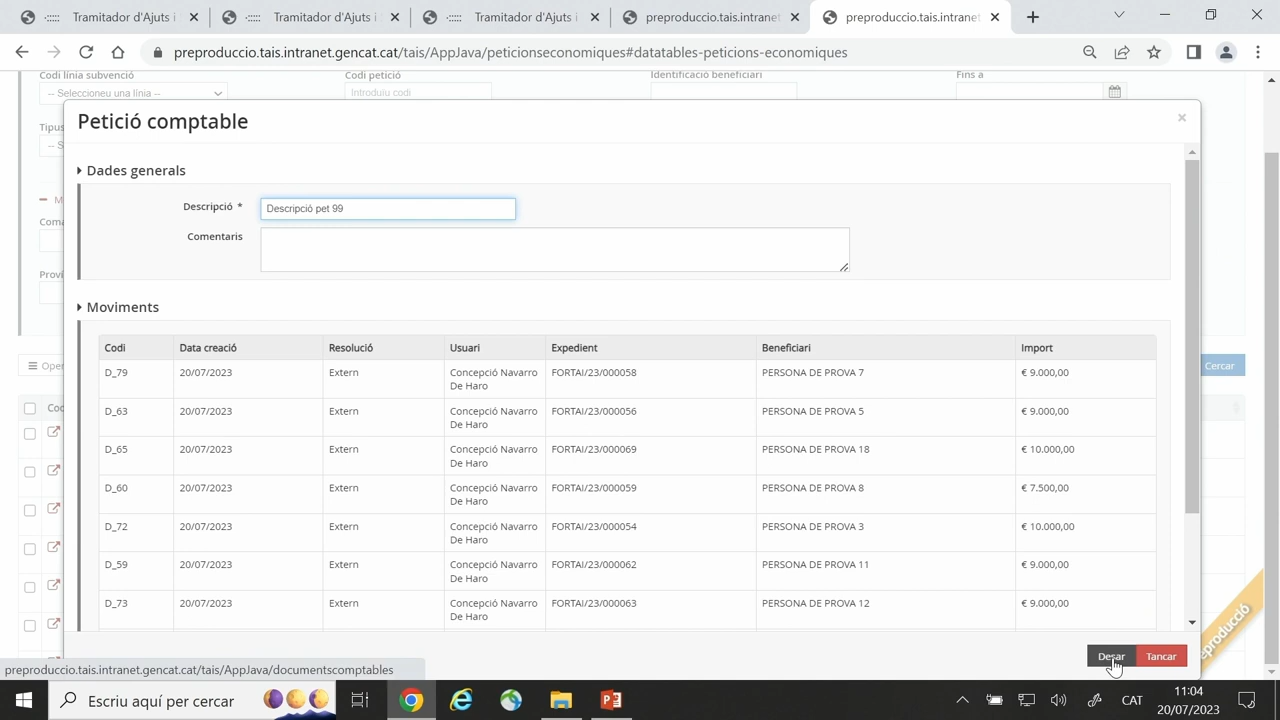 Tramitador d'Ajuts i
Tramitador d'Ajuts i
Tramitador d'Ajuts i
preproduccio.tais.intranet
preproduccio.tais.intranet
preproduccio.tais.intranet.gencat.cat/tais/AppJava/peticionseconomiques#datatables-peticions-economiques
Codi línia subvenció Codi petició Identificació beneficiari Fins a
-- Seleccioneu una línia Introduïu codi
Petició comptable
Tipus
Dades generals
Descripció * Descripció pet 99
Comentaris
Moviments
Codi Data creació Resolució Usuari Expedient Beneficiari Import
D_79 20/07/2023 Extern Concepció Navarro De Haro FORTAI/23/000058 PERSONA DE PROVA 7 € 9.000,00
D_63 20/07/2023 Extern Concepció Navarro De Haro FORTAI/23/000056 PERSONA DE PROVA 5 € 9.000,00
D_65 20/07/2023 Extern Concepció Navarro De Haro FORTAI/23/000069 PERSONA DE PROVA 18 € 10.000,00
D_60 20/07/2023 Extern Concepció Navarro De Haro FORTAI/23/000059 PERSONA DE PROVA 8 € 7.500,00
D_72 20/07/2023 Extern Concepció Navarro De Haro FORTAI/23/000054 PERSONA DE PROVA 3 € 10.000,00
D_59 20/07/2023 Extern Concepció Navarro De Haro FORTAI/23/000062 PERSONA DE PROVA 11 € 9.000,00
D_73 20/07/2023 Extern Concepció Navarro De Haro FORTAI/23/000063 PERSONA DE PROVA 12 € 9.000,00
Cercar
Desar Tancar
preproduccio.tais.intranet.gencat.cat/tais/AppJava/documentscomptables
Escriu aquí per cercar
CAT
11:04
20/07/2023